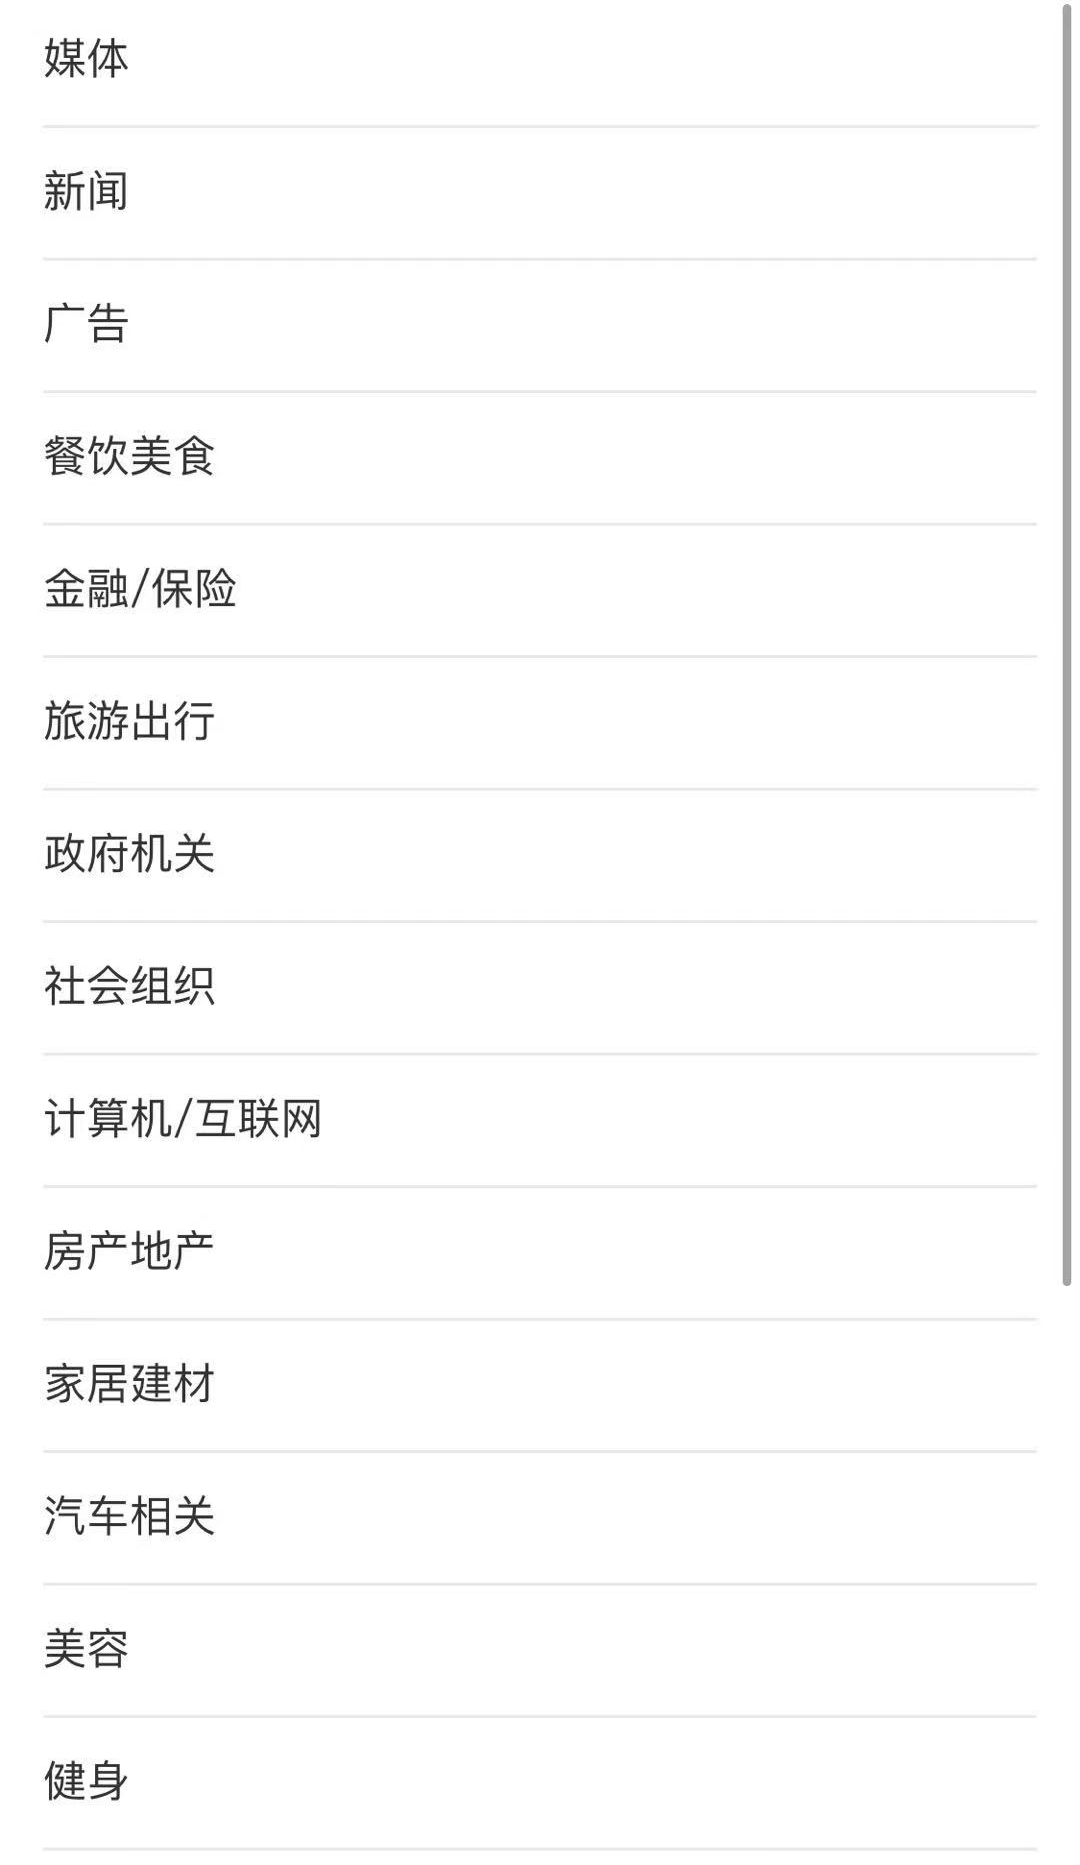 媒体
新闻
广告
餐饮美食
金融/保险
旅游出行
政府机关
社会组织
计算机/互联网
房产地产
家居建材
汽车相关
美容
健身